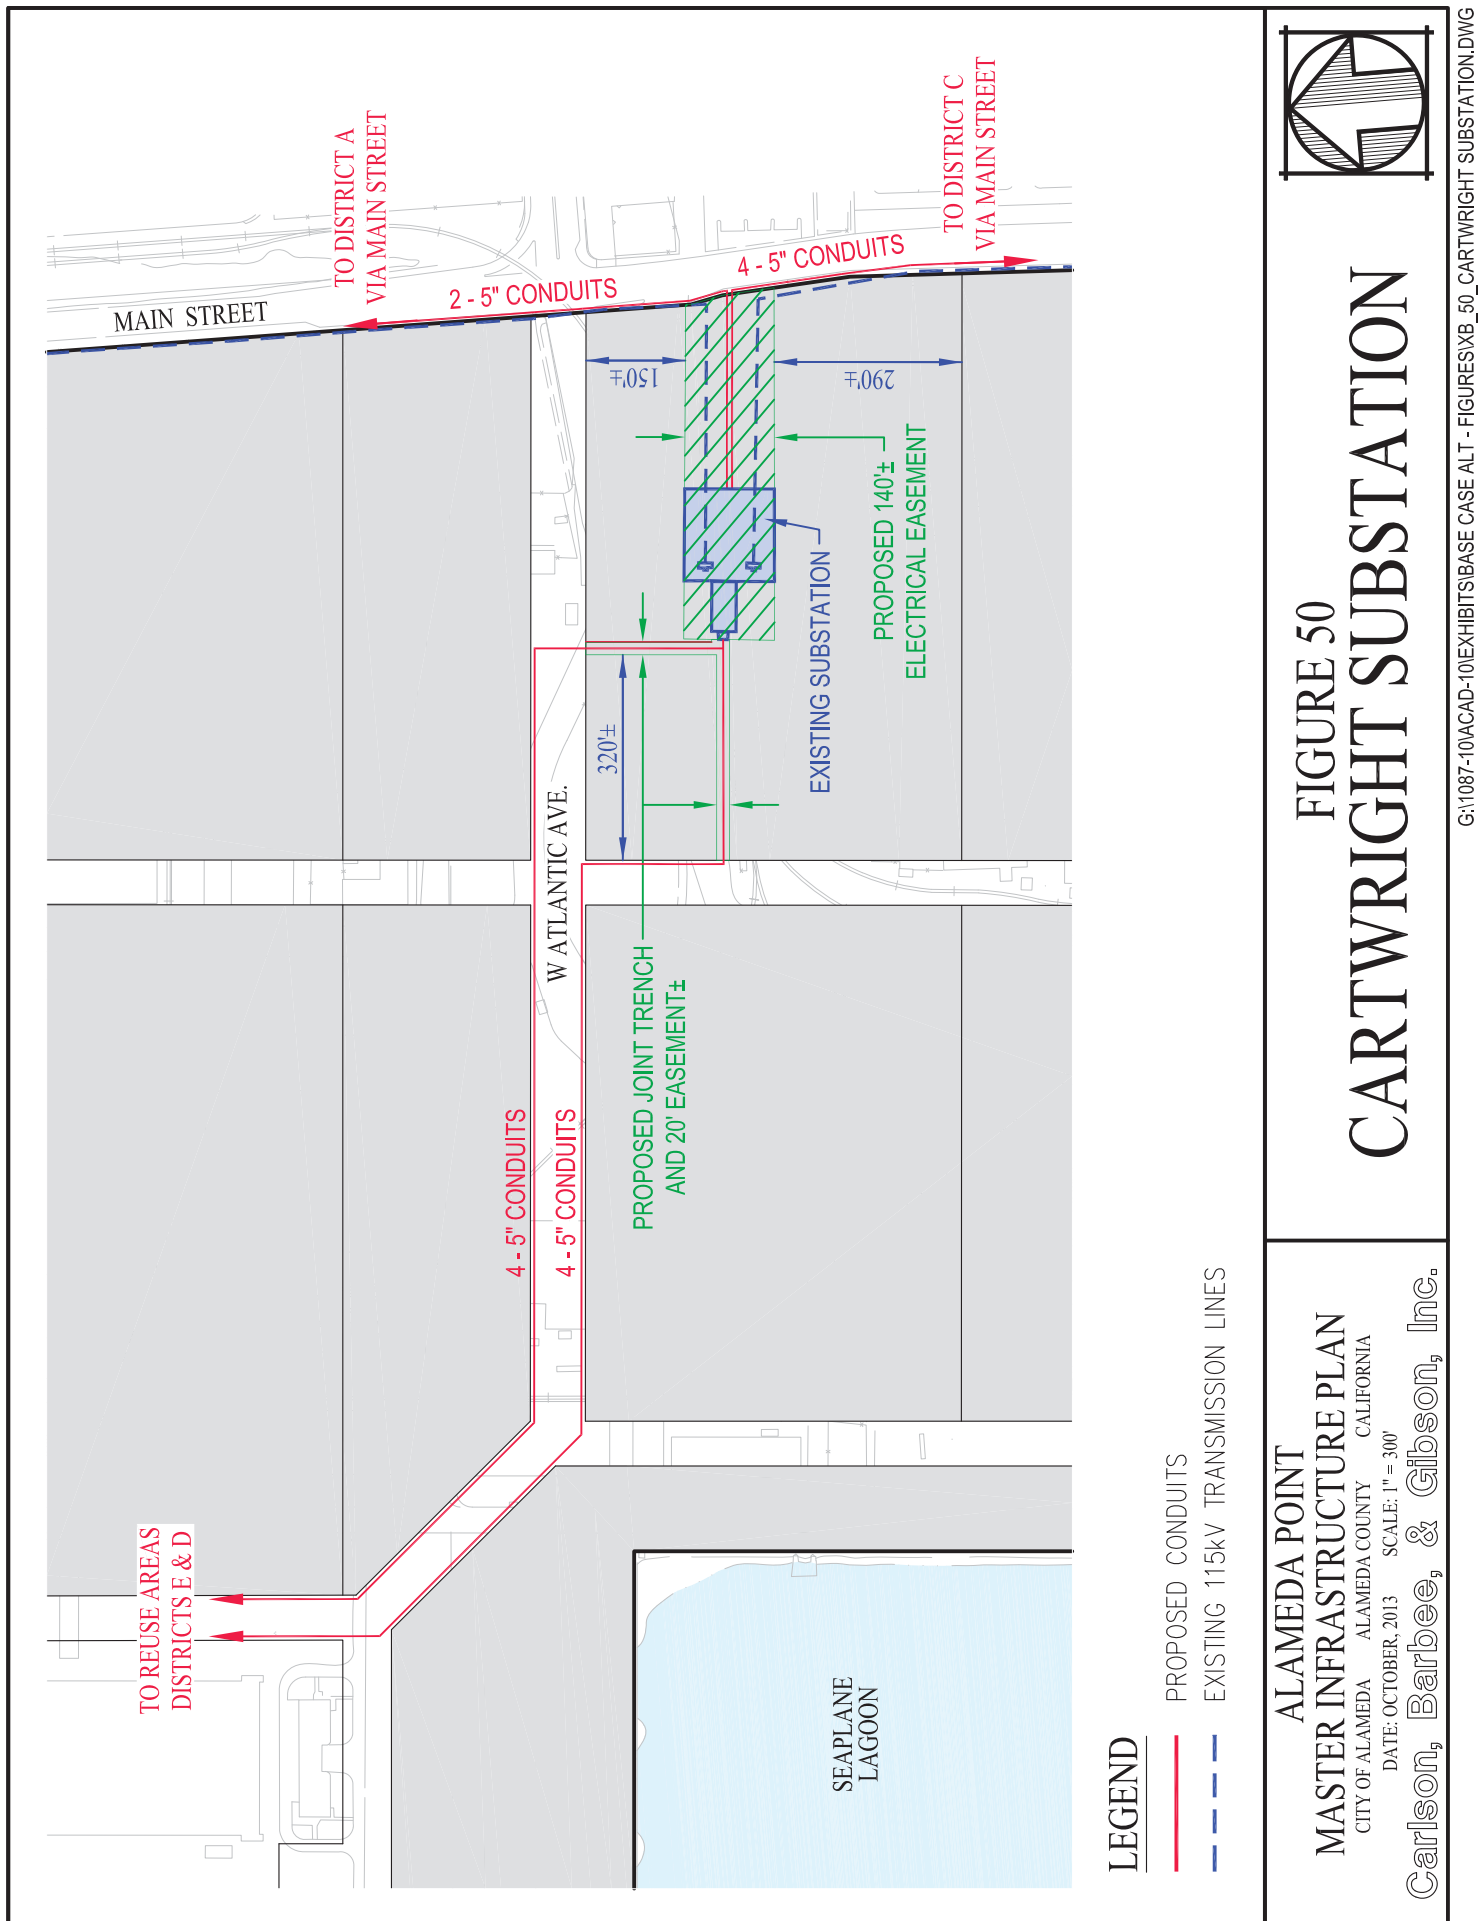 TO DISTRICT A
VIA MAIN STREET
TO DISTRICT C
VIA MAIN STREET
MAIN STREET
2 - 5" CONDUITS
4 - 5" CONDUITS
150'±
290'±
PROPOSED 140'±
ELECTRICAL EASEMENT
EXISTING SUBSTATION
320'±
W ATLANTIC AVE.
PROPOSED JOINT TRENCH
AND 20' EASEMENT±
4 - 5" CONDUITS
4 - 5" CONDUITS
TO REUSE AREAS
DISTRICTS E & D
SEAPLANE
LAGOON
LEGEND
PROPOSED CONDUITS
EXISTING 115kV TRANSMISSION LINES
ALAMEDA POINT
MASTER INFRASTRUCTURE PLAN
CITY OF ALAMEDA ALAMEDA COUNTY CALIFORNIA
DATE: OCTOBER, 2013 SCALE: 1" = 300'
Carlson, Barbee, & Gibson, Inc.
FIGURE 50
CARTWRIGHT SUBSTATION
G:\1087-10\ACAD-10\EXHIBITS\BASE CASE ALT - FIGURES\XB_50_CARTWRIGHT SUBSTATION.DWG